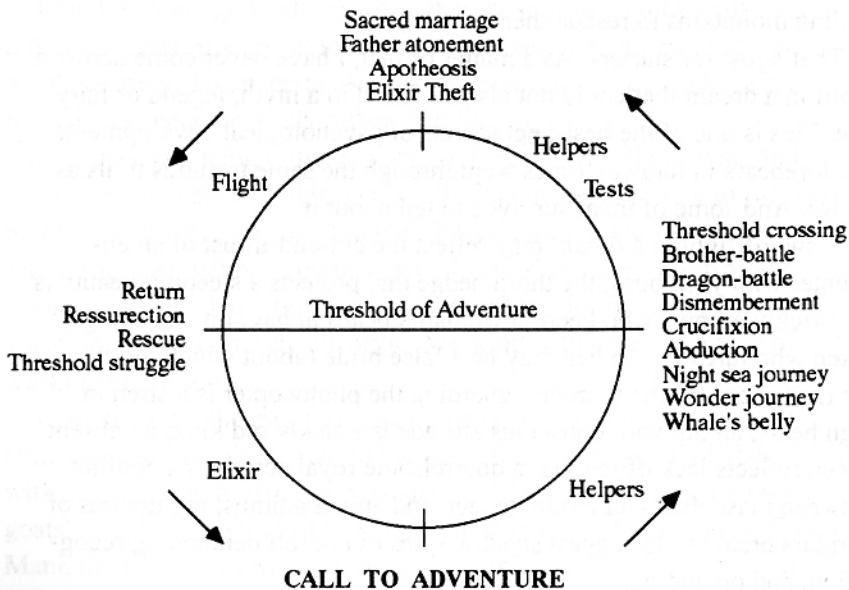 Sacred marriage
Father atonement
Apotheosis
Elixir Theft
Helpers
Flight
Tests
Threshold crossing
Brother-battle
Dragon-battle
Dismemberment
Crucifixion
Abduction
Night sea journey
Wonder journey
Whale's belly
Threshold of Adventure
Return
Ressurection
Rescue
Threshold struggle
Elixir
Helpers
CALL TO ADVENTURE